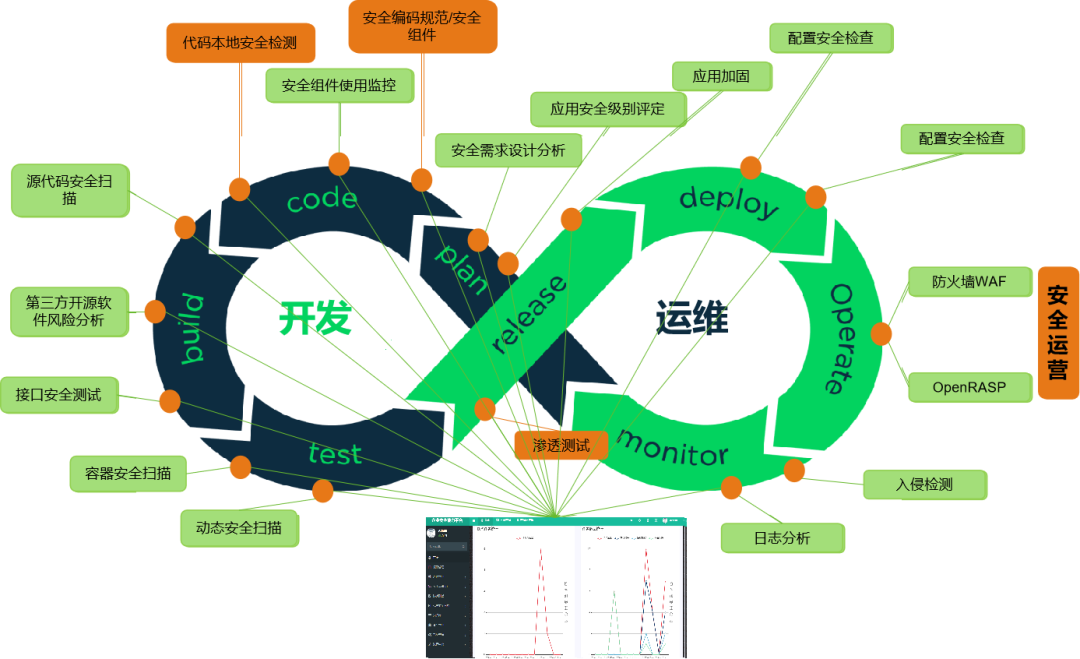 代码本地安全检测
安全编码规范/安全
组件
配置安全检查
安全组件使用监控
应用加固
应用安全级别评定
安全需求设计分析
配置安全检查
源代码安全扫
描
code
deploy
plan
第三方开源软
件风险分析
build
开发
release
运维
Operate
防火墙WAF
安全运营
接口安全测试
OpenRASP
test
渗透测试
monitor
容器安全扫描
入侵检测
动态安全扫描
日志分析